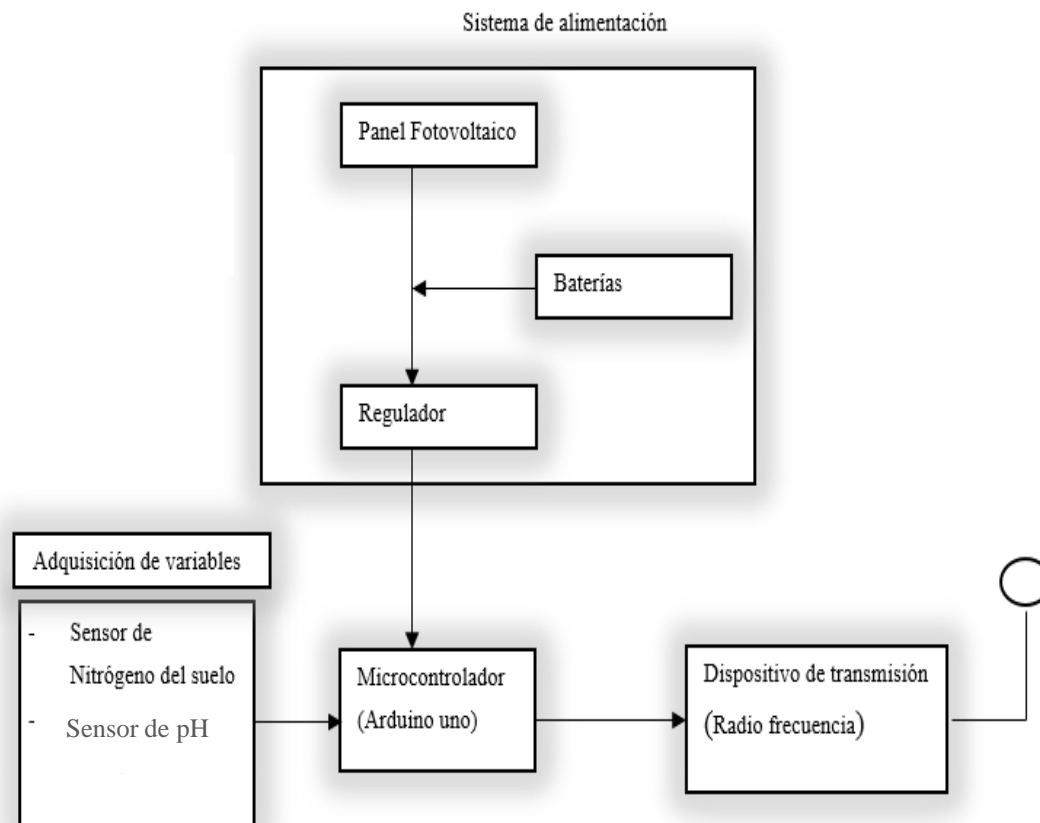 Sistema de alimentación
Panel Fotovoltaico
Baterías
Regulador
Adquisición de variables
- Sensor de
Nitrógeno del suelo
- Sensor de pH
Microcontrolador
(Arduino uno)
Dispositivo de transmisión
(Radio frecuencia)